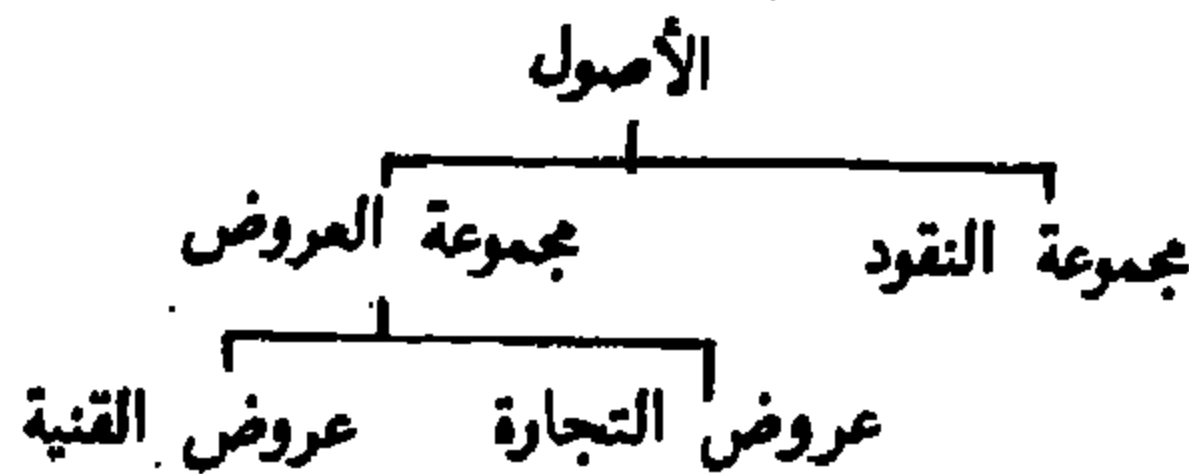 الأصول
مجموعة النقود مجموعة العروض
عروض التجارة عروض القنية